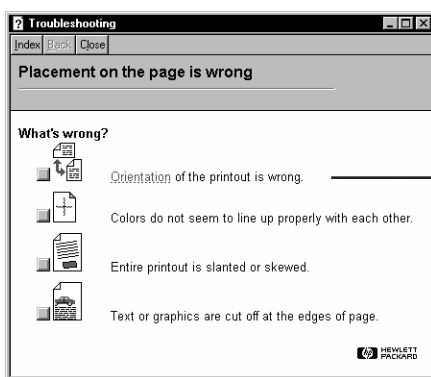 Troubleshooting
Index Back Close
Placement on the page is wrong
What's wrong?
Orientation of the printout is wrong.
Colors do not seem to line up properly with each other.
Entire printout is slanted or skewed.
Text or graphics are cut off at the edges of page.
hp HEWLETT
PACKARD